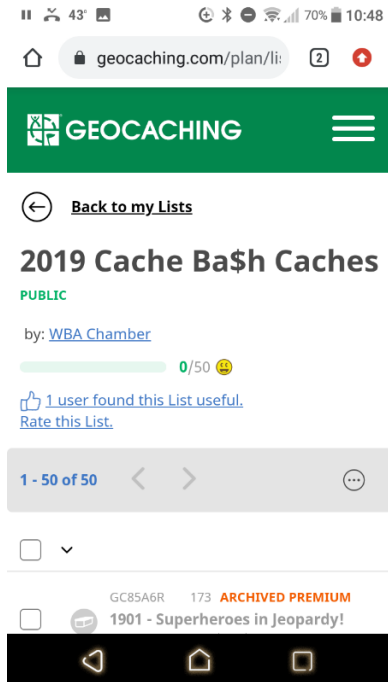 43° 70% 10:48
geocaching.com/plan/li 2
GEOCACHING
Back to my Lists
2019 Cache Ba$h Caches
PUBLIC
by: WBA Chamber
0/50
1 user found this List useful.
Rate this List.
1 - 50 of 50
GC85A6R 173 ARCHIVED PREMIUM
1901 - Superheroes in Jeopardy!